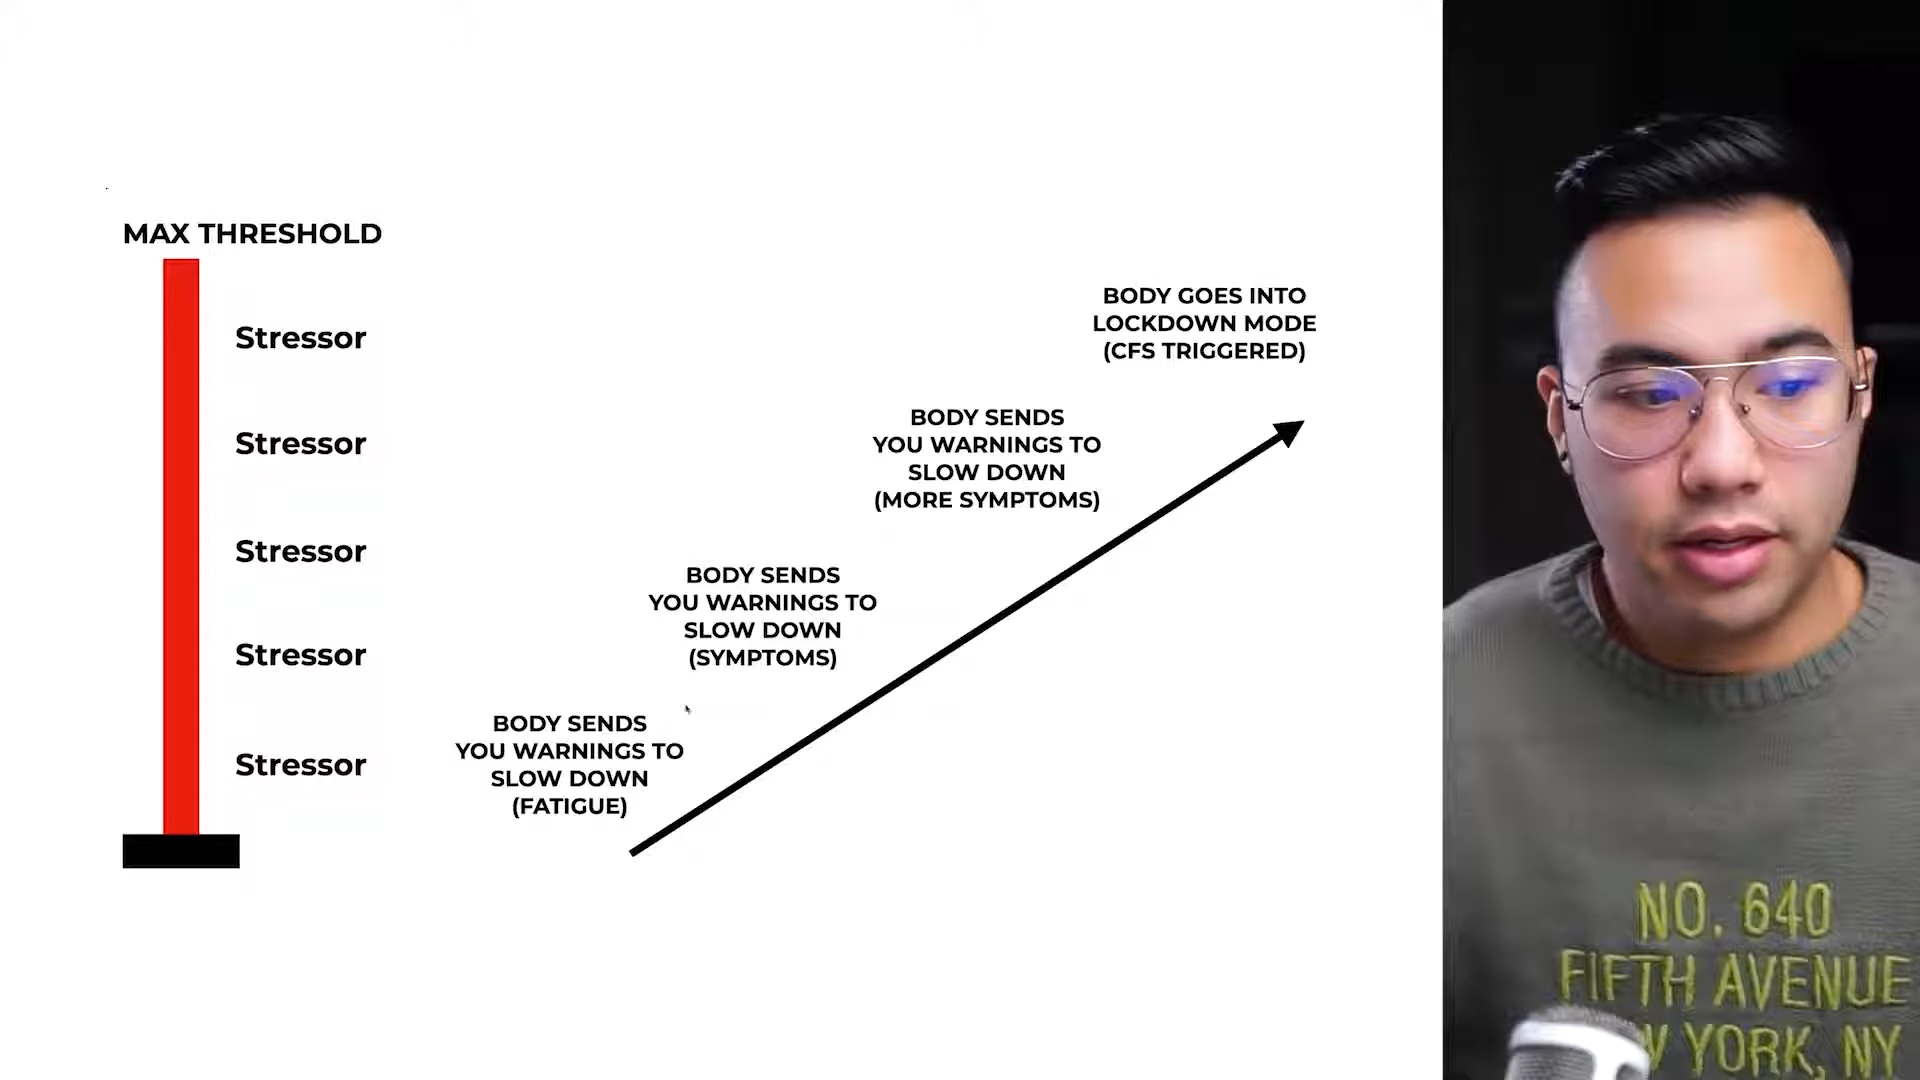 MAX THRESHOLD
Stressor
Stressor
Stressor
Stressor
Stressor
BODY SENDS
YOU WARNINGS TO
SLOW DOWN
(FATIGUE)
BODY SENDS
YOU WARNINGS TO
SLOW DOWN
(SYMPTOMS)
BODY SENDS
YOU WARNINGS TO
SLOW DOWN
(MORE SYMPTOMS)
BODY GOES INTO
LOCKDOWN MODE
(CFS TRIGGERED)
NO. 640
FIFTH AVENUE
YORK, NY